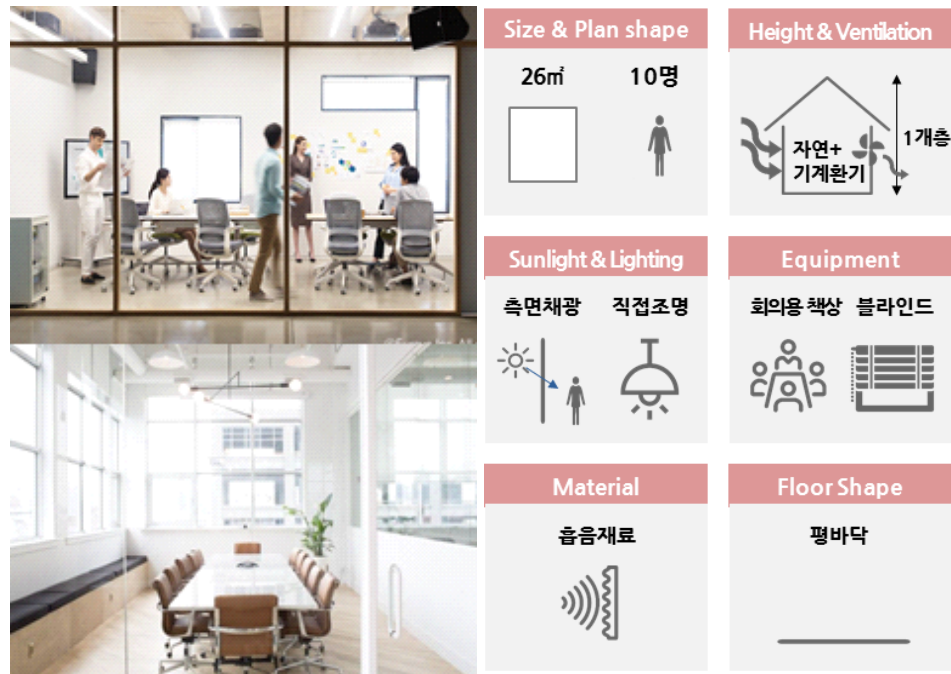 Size & Plan shape
26㎡ 10명
Height & Ventilation
자연+
기계환기
1개층
Sunlight & Lighting
측면채광 직접조명
Equipment
회의용 책상 블라인드
Material
흡음재료
Floor Shape
평바닥